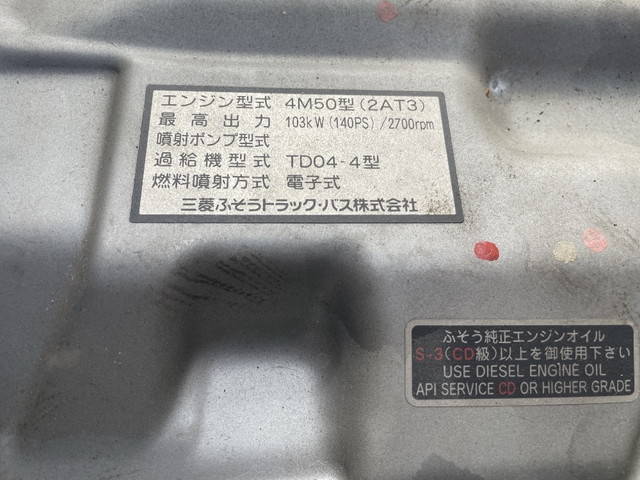 エンジン型式 4M50型(2AT3)
最高出力 103kW(140PS)/2700rpm
噴射ポンプ型式
過給機型式 TD04-4型
燃料噴射方式 電子式
三菱ふそうトラック・バス株式会社
ふそう純正エンジンオイル
S-3(CD級)以上を御使用下さい
USE DIESEL ENGINE OIL
API SERVICE CD OR HIGHER GRADE